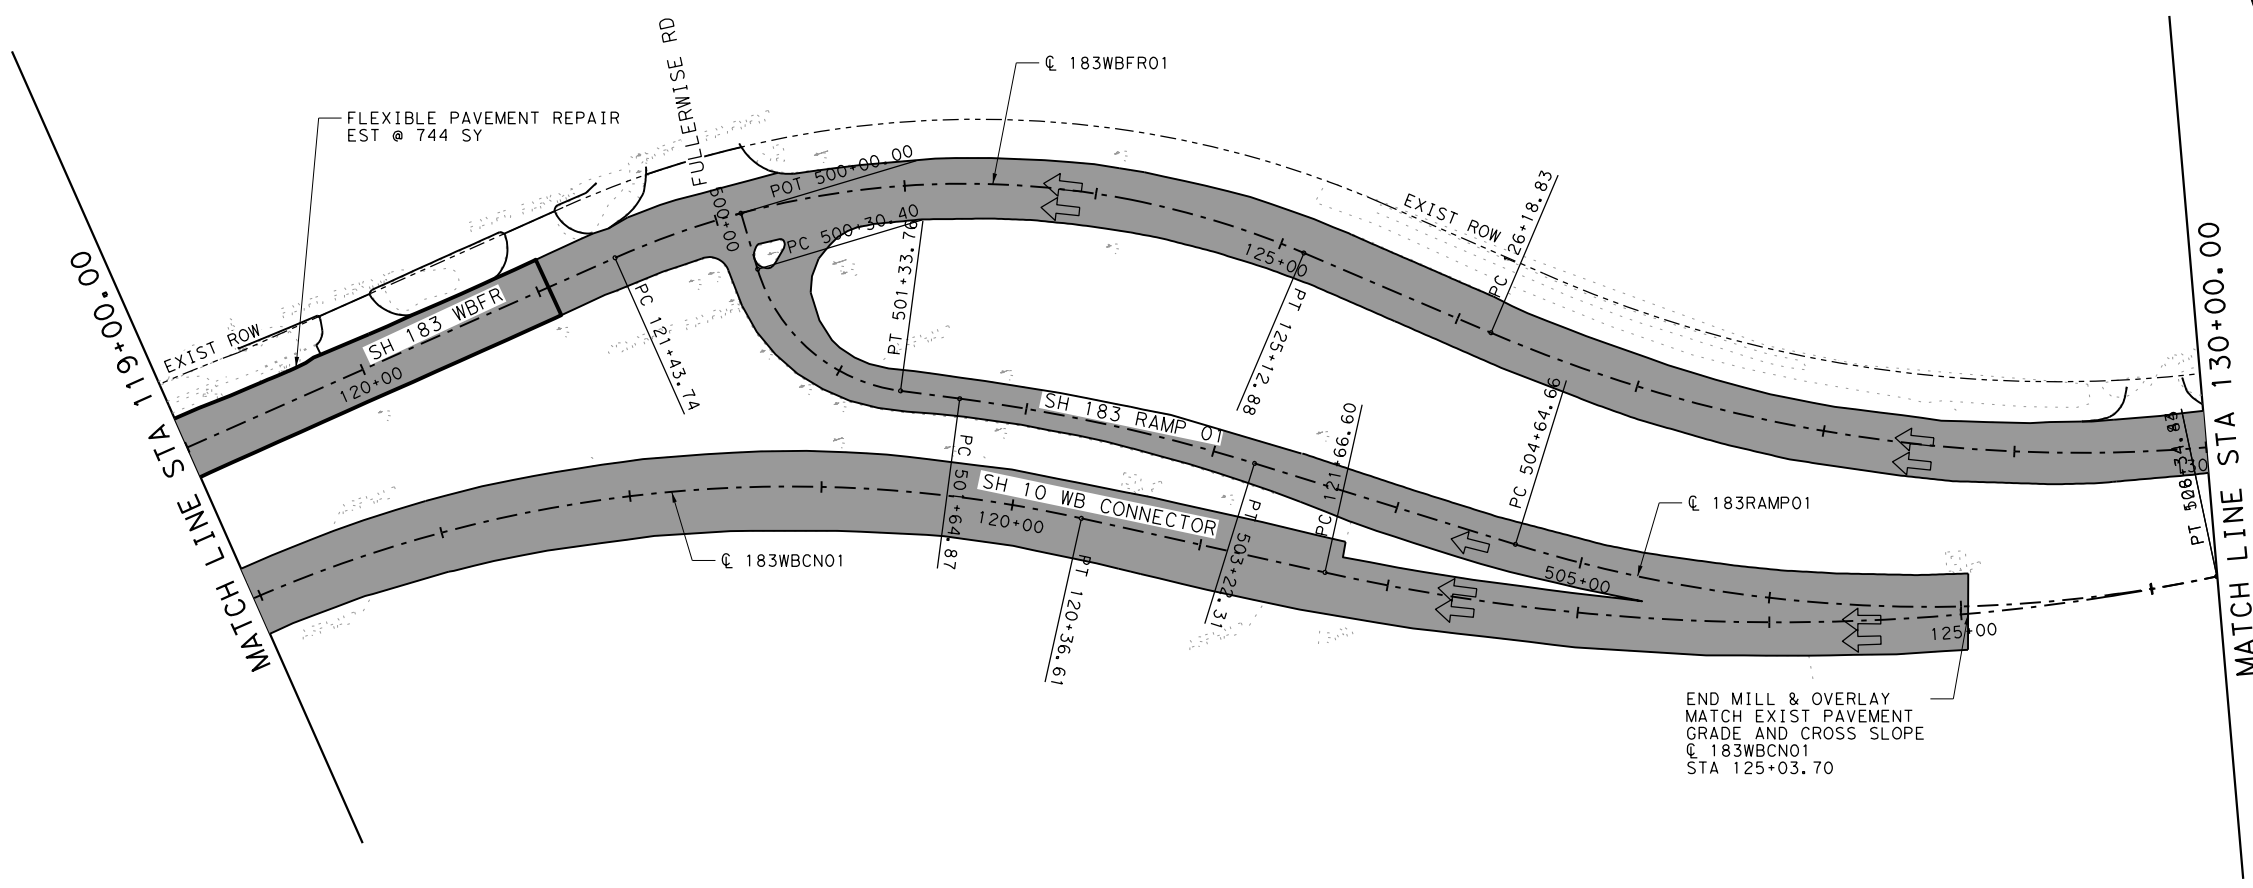 FULLERWISE RD
℄ 183WBFR01
FLEXIBLE PAVEMENT REPAIR
EST @ 744 SY
POT 500+00.00
PC 500+30.40
500+00
PT 501+33.76
EXIST ROW
PC 126+18.83
125+00
PT 125+12.88
MATCH LINE STA 119+00.00
EXIST ROW
SH 183 WBFR
120+00
PC 121+43.74
SH 183 RAMP 01
PC 501+64.87
PC 121+66.60
PC 504+64.66
MATCH LINE STA 130+00.00
SH 10 WB CONNECTOR
120+00
PT 120+36.61
PT 503+22.31
℄ 183WBCN01
℄ 183RAMP01
505+00
125+00
END MILL & OVERLAY
MATCH EXIST PAVEMENT
GRADE AND CROSS SLOPE
℄ 183WBCN01
STA 125+03.70